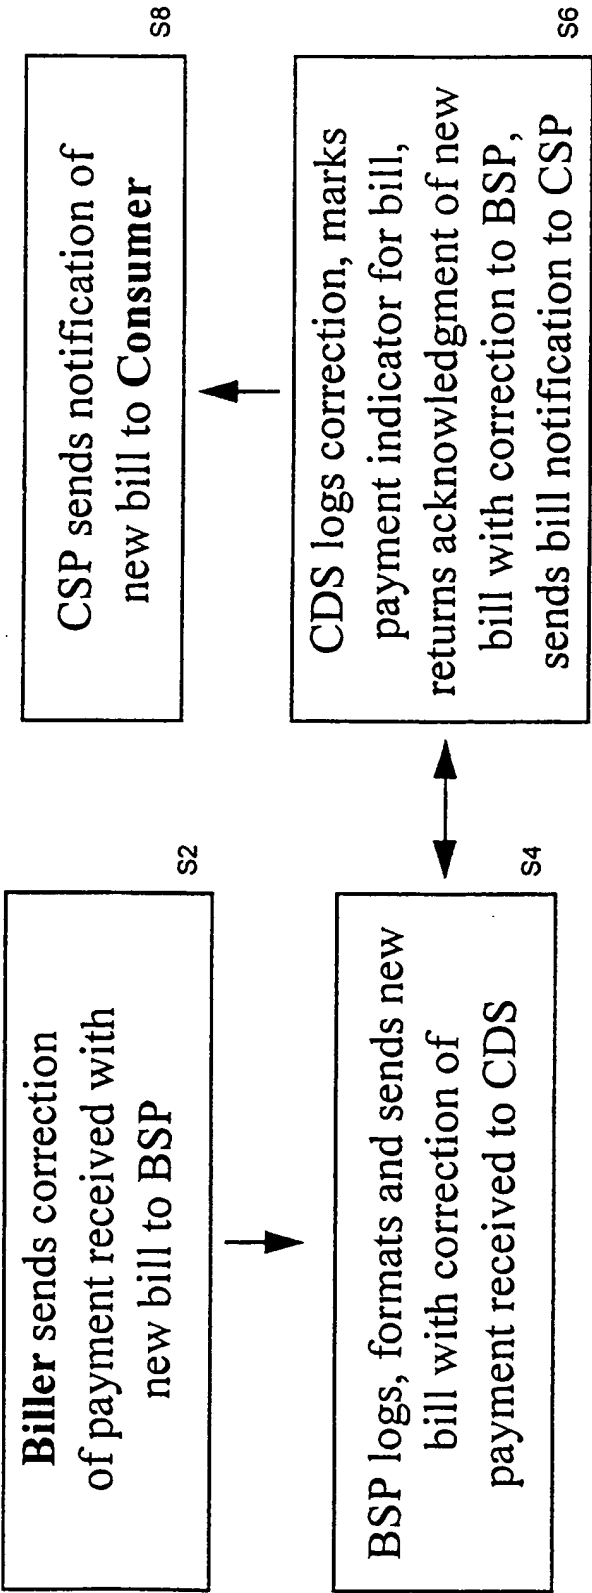 Biller sends correction
of payment received with
new bill to BSP
S2
BSP logs, formats and sends new
bill with correction of
payment received to CDS
S4
CDS logs correction, marks
payment indicator for bill,
returns acknowledgment of new
bill with correction to BSP,
sends bill notification to CSP
S6
CSP sends notification of
new bill to Consumer
S8